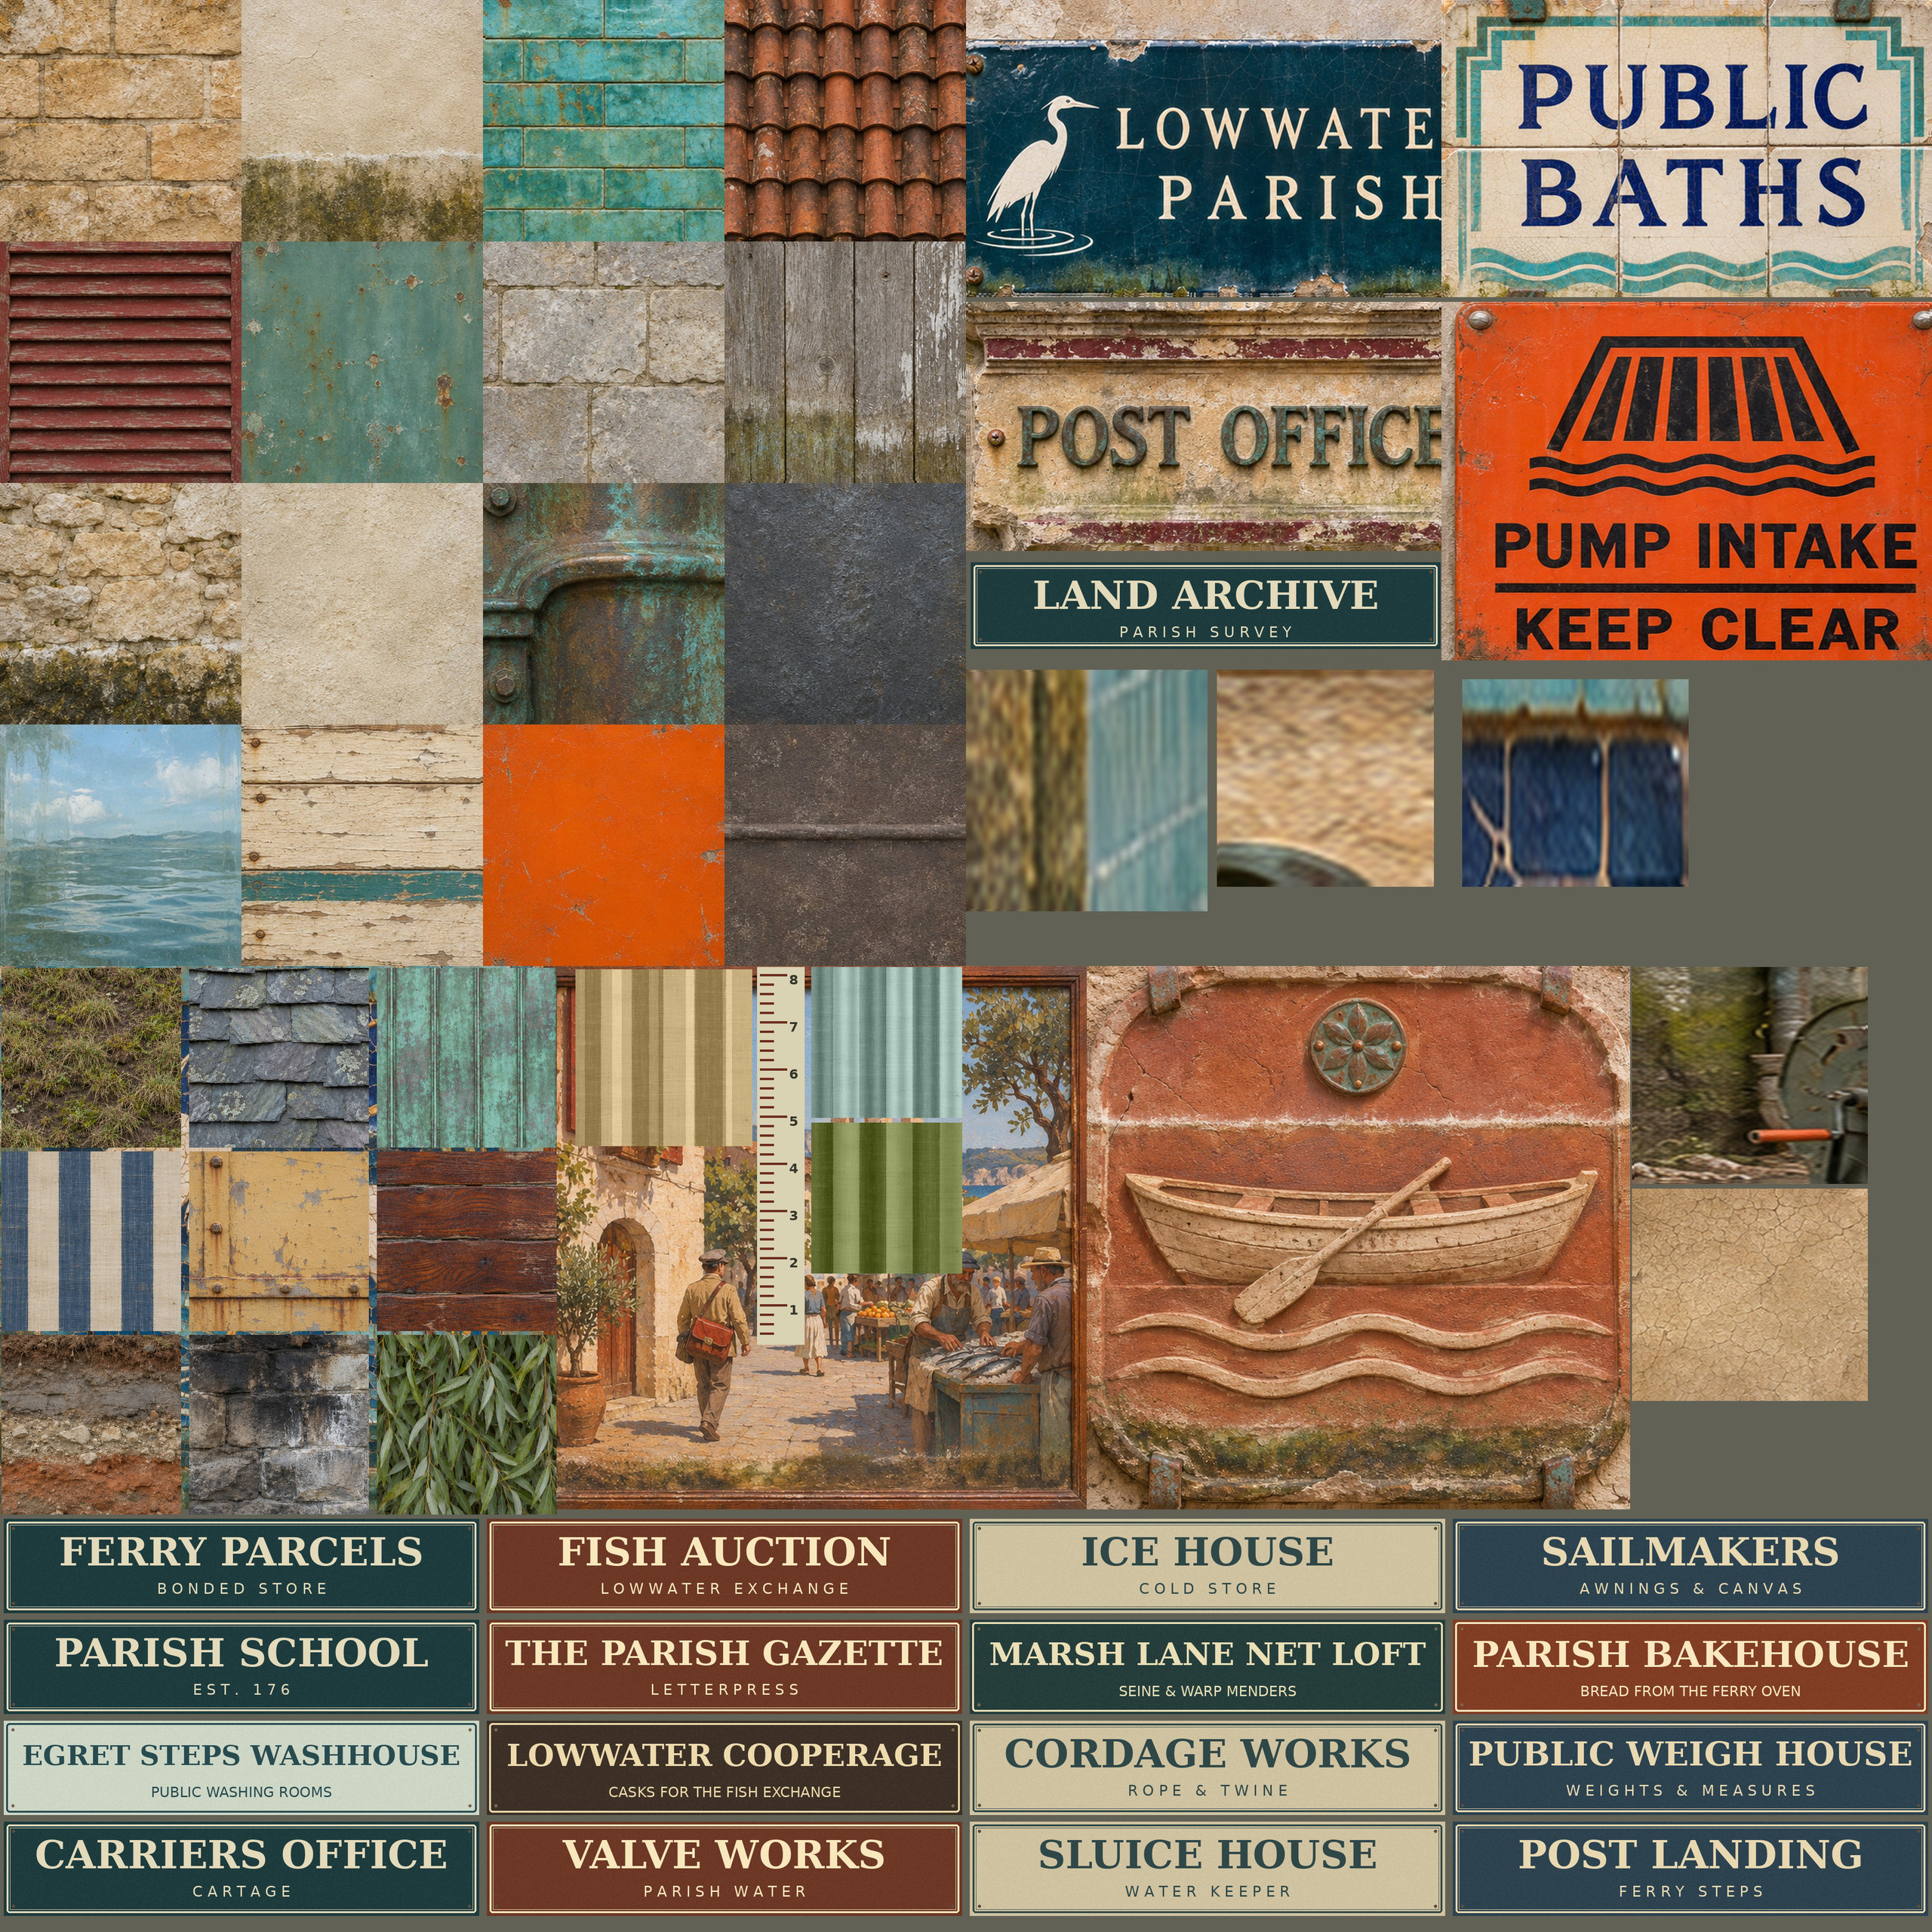 LOWWATE
PARISH
PUBLIC
BATHS
POST OFFICE
PUMP INTAKE
KEEP CLEAR
LAND ARCHIVE
PARISH SURVEY
8
7
6
5
4
3
2
1
FERRY PARCELS
BONDED STORE
FISH AUCTION
LOWWATER EXCHANGE
ICE HOUSE
COLD STORE
SAILMAKERS
AWNINGS & CANVAS
PARISH SCHOOL
EST. 176
THE PARISH GAZETTE
LETTERPRESS
MARSH LANE NET LOFT
SEINE & WARP MENDERS
PARISH BAKEHOUSE
BREAD FROM THE FERRY OVEN
EGRET STEPS WASHHOUSE
PUBLIC WASHING ROOMS
LOWWATER COOPERAGE
CASKS FOR THE FISH EXCHANGE
CORDAGE WORKS
ROPE & TWINE
PUBLIC WEIGH HOUSE
WEIGHTS & MEASURES
CARRIERS OFFICE
CARTAGE
VALVE WORKS
PARISH WATER
SLUICE HOUSE
WATER KEEPER
POST LANDING
FERRY STEPS